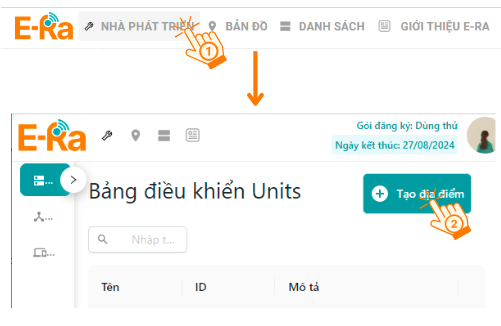 E-Ra NHÀ PHÁT TRIỂN BẢN ĐỒ DANH SÁCH GIỚI THIỆU E-RA
1
E-Ra Gói đăng ký: Dùng thử
Ngày kết thúc: 27/08/2024
Bảng điều khiển Units
Tạo địa điểm
2
Nhập t...
Tên ID Mô tả